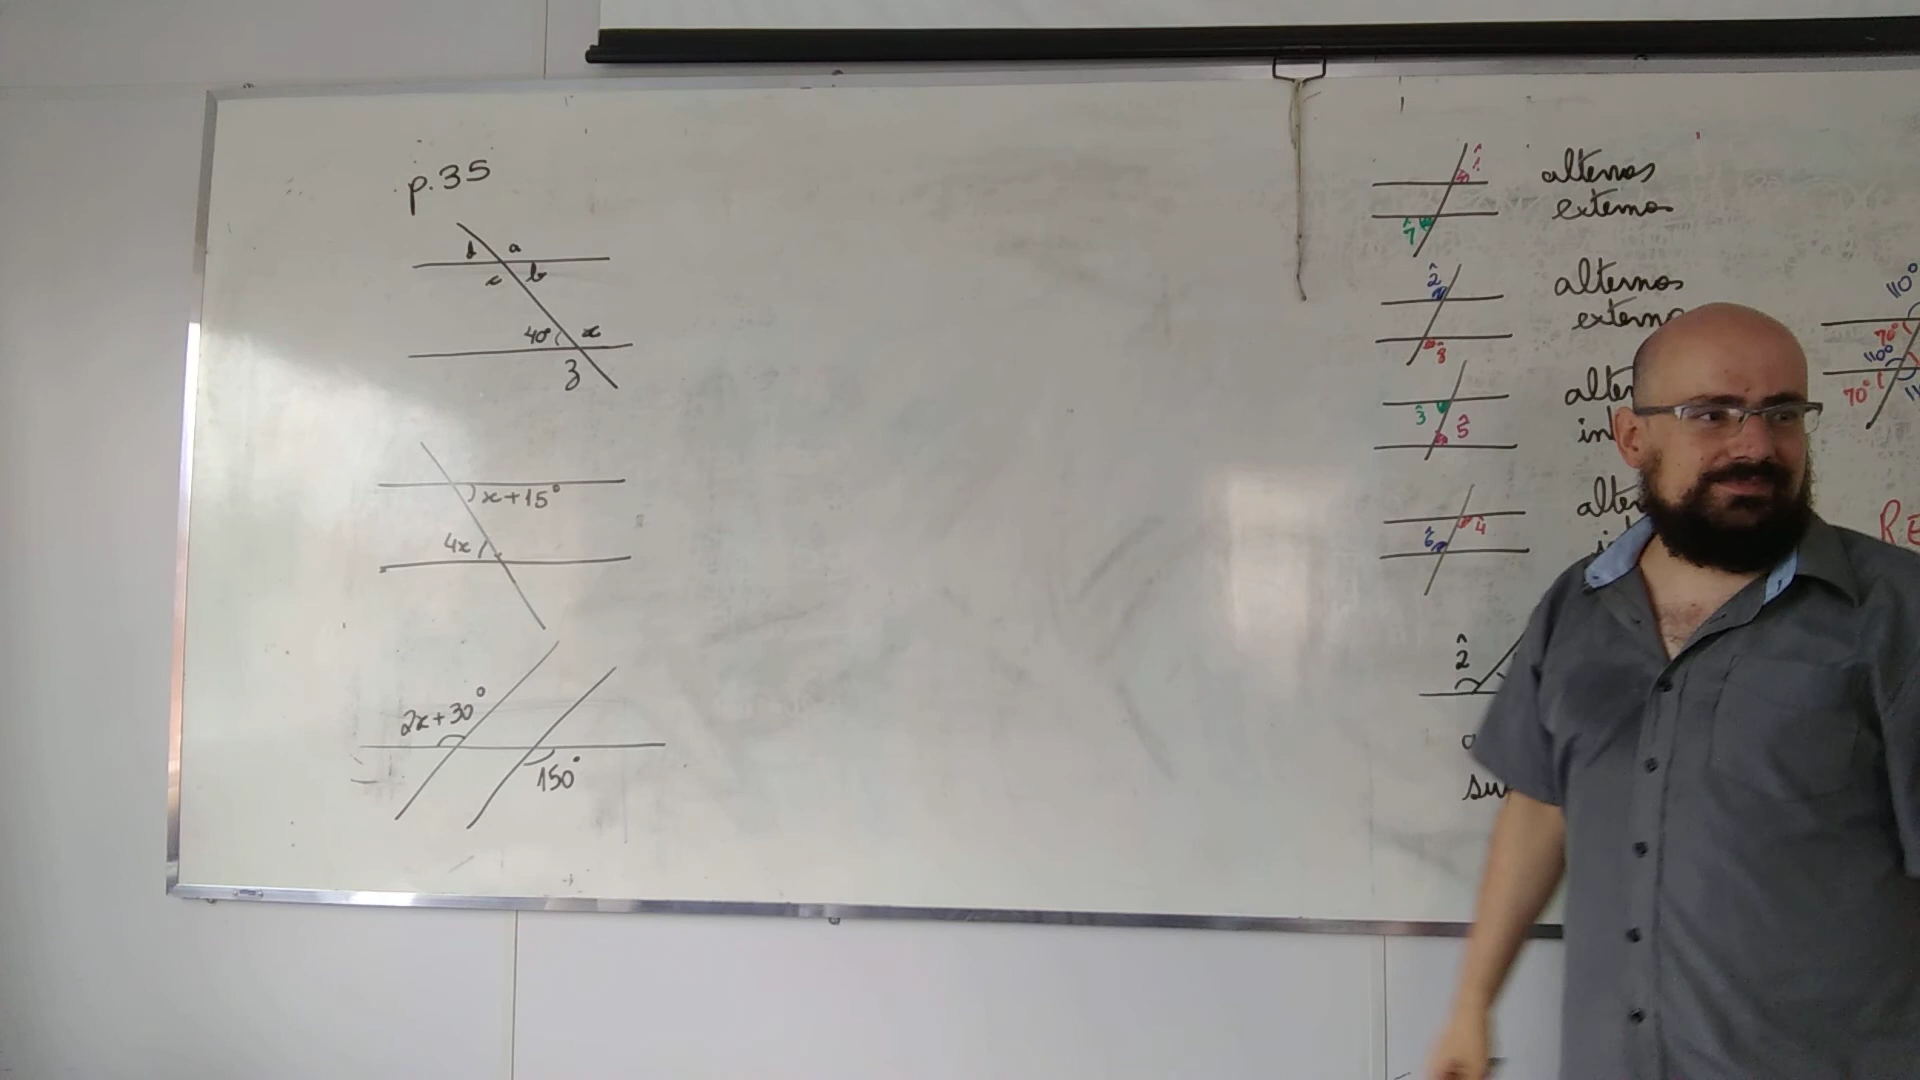 p.35
d a
c b
40° x
z
x+15°
4x
2x+30°
150°
1̂
alternos
externos
7̂
2̂
alternos
8̂
3̂
5̂
4̂
6̂
2̂
110°
70°
110°
70°